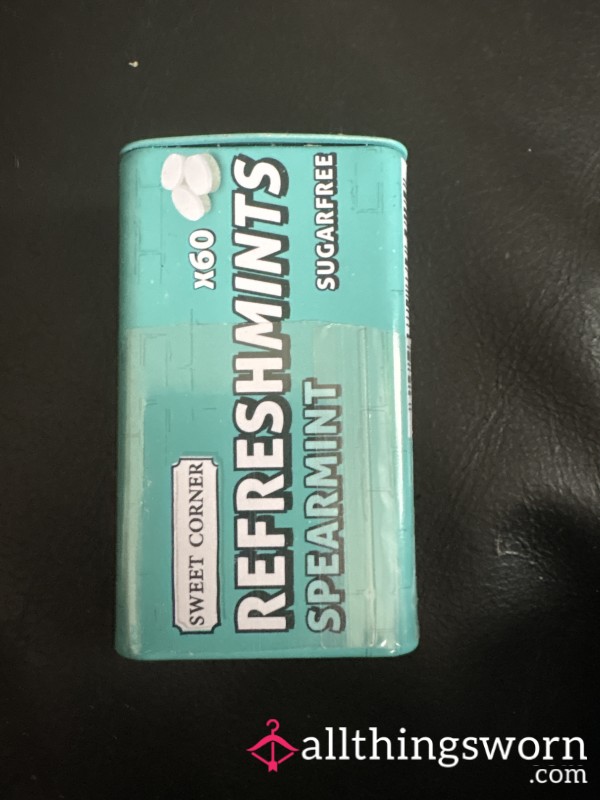 SWEET CORNER
REFRESHMINTS
x60
SPEARMINT
SUGARFREE
allthingsworn
.com